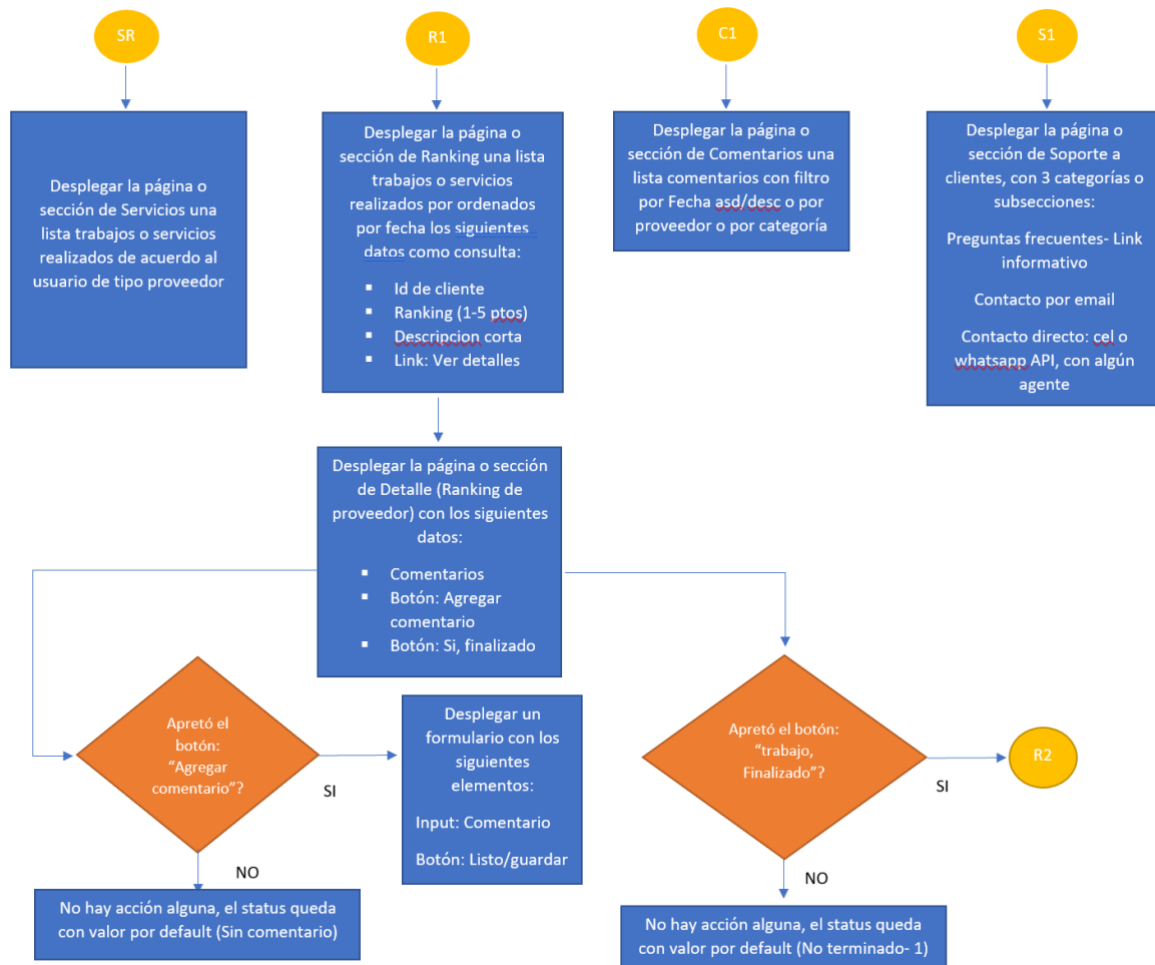 SR
R1
C1
S1
Desplegar la página o
sección de Servicios una
lista trabajos o servicios
realizados de acuerdo al
usuario de tipo proveedor
Desplegar la página o
sección de Ranking una lista
trabajos o servicios
realizados por ordenados
por fecha los siguientes
datos como consulta:
▪ Id de cliente
▪ Ranking (1-5 ptos)
▪ Descripcion corta
▪ Link: Ver detalles
Desplegar la página o
sección de Comentarios una
lista comentarios con filtro
por Fecha asd/desc o por
proveedor o por categoría
Desplegar la página o
sección de Soporte a
clientes, con 3 categorías o
subsecciones:
Preguntas frecuentes- Link
informativo
Contacto por email
Contacto directo: cel o
whatsapp API, con algún
agente
Desplegar la página o sección
de Detalle (Ranking de
proveedor) con los siguientes
datos:
▪ Comentarios
▪ Botón: Agregar
comentario
▪ Botón: Si, finalizado
Apretó el
botón:
“Agregar
comentario”?
SI
NO
Desplegar un
formulario con los
siguientes
elementos:
Input: Comentario
Botón: Listo/guardar
Apretó el botón:
“trabajo,
Finalizado”?
SI
R2
NO
No hay acción alguna, el status queda
con valor por default (Sin comentario)
No hay acción alguna, el status queda
con valor por default (No terminado- 1)